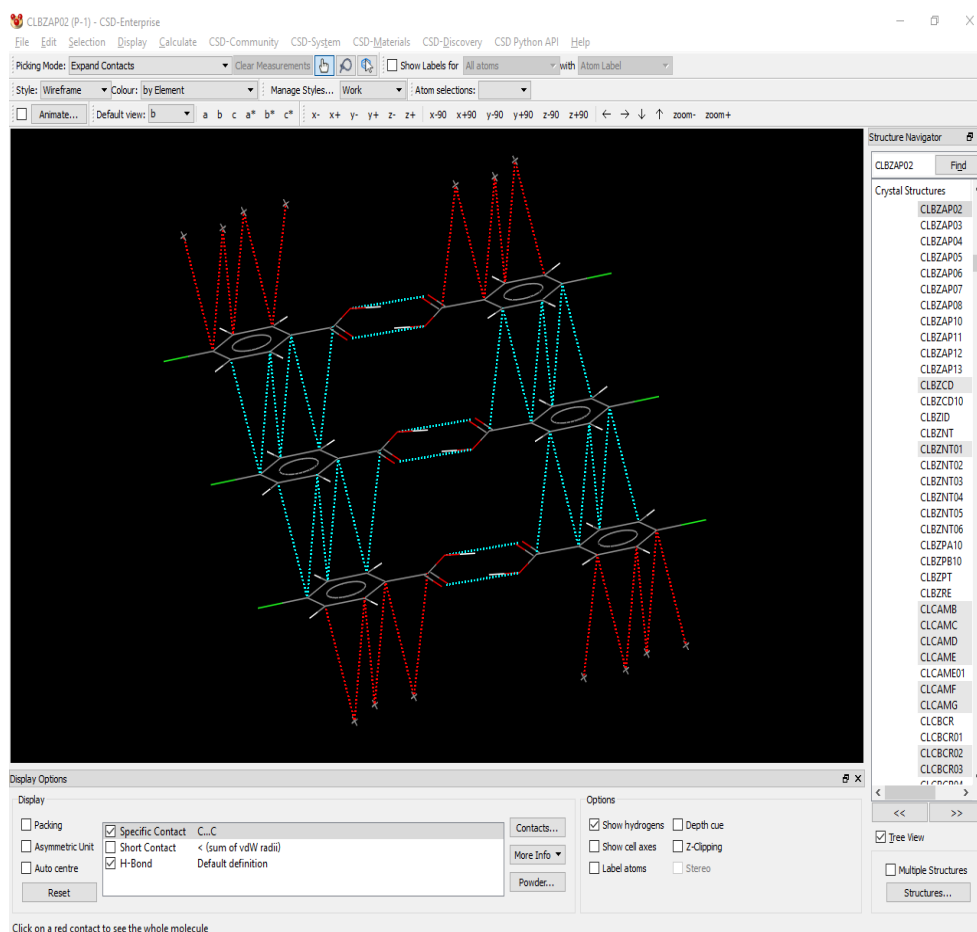 CLBZAP02 (P-1) - CSD-Enterprise
File Edit Selection Display Calculate CSD-Community CSD-System CSD-Materials CSD-Discovery CSD Python API Help
Picking Mode: Expand Contacts Clear Measurements Show Labels for All atoms with Atom Label
Style: Wireframe Colour: by Element Manage Styles... Work Atom selections:
Animate... Default view: b a b c a* b* c* x- x+ y- y+ z- z+ x-90 x+90 y-90 y+90 z-90 z+90 ← → ↓ ↑ zoom- zoom+
Structure Navigator
CLBZAP02 Find
Crystal Structures
CLBZAP02
CLBZAP03
CLBZAP04
CLBZAP05
CLBZAP06
CLBZAP07
CLBZAP08
CLBZAP10
CLBZAP11
CLBZAP12
CLBZAP13
CLBZCD
CLBZCD10
CLBZID
CLBZNT
CLBZNT01
CLBZNT02
CLBZNT03
CLBZNT04
CLBZNT05
CLBZNT06
CLBZPA10
CLBZPB10
CLBZPT
CLBZRE
CLCAMB
CLCAMC
CLCAMD
CLCAME
CLCAME01
CLCAMF
CLCAMG
CLCBCR
CLCBCR01
CLCBCR02
CLCBCR03
<< >>
Tree View
Multiple Structures
Structures...
Display Options
Display
Packing
Asymmetric Unit
Auto centre
Reset
Specific Contact C...C
Short Contact < (sum of vdW radii)
H-Bond Default definition
Contacts...
More Info
Powder...
Options
Show hydrogens Depth cue
Show cell axes Z-Clipping
Label atoms Stereo
Click on a red contact to see the whole molecule